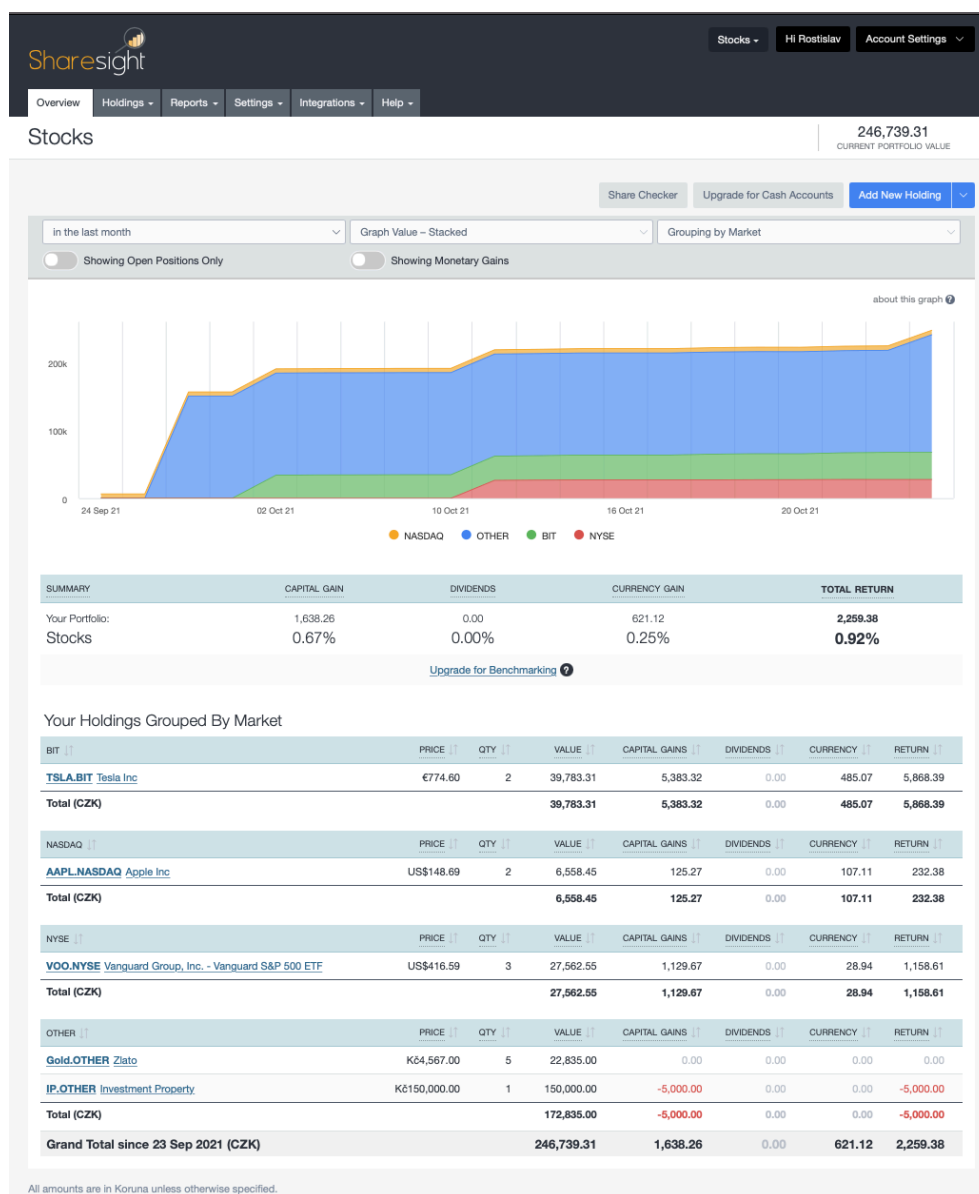 Sharesight
Stocks Hi Rostislav Account Settings
Overview Holdings Reports Settings Integrations Help
Stocks
246,739.31
CURRENT PORTFOLIO VALUE
Share Checker Upgrade for Cash Accounts Add New Holding
in the last month Graph Value – Stacked Grouping by Market
Showing Open Positions Only Showing Monetary Gains
about this graph ?
200k
100k
0
24 Sep 21 02 Oct 21 10 Oct 21 16 Oct 21 20 Oct 21
NASDAQ OTHER BIT NYSE
SUMMARY CAPITAL GAIN DIVIDENDS CURRENCY GAIN TOTAL RETURN
Your Portfolio: 1,638.26 0.00 621.12 2,259.38
Stocks 0.67% 0.00% 0.25% 0.92%
Upgrade for Benchmarking ?
Your Holdings Grouped By Market
BIT PRICE QTY VALUE CAPITAL GAINS DIVIDENDS CURRENCY RETURN
TSLA.BIT Tesla Inc €774.60 2 39,783.31 5,383.32 0.00 485.07 5,868.39
Total (CZK) 39,783.31 5,383.32 0.00 485.07 5,868.39
NASDAQ PRICE QTY VALUE CAPITAL GAINS DIVIDENDS CURRENCY RETURN
AAPL.NASDAQ Apple Inc US$148.69 2 6,558.45 125.27 0.00 107.11 232.38
Total (CZK) 6,558.45 125.27 0.00 107.11 232.38
NYSE PRICE QTY VALUE CAPITAL GAINS DIVIDENDS CURRENCY RETURN
VOO.NYSE Vanguard Group, Inc. - Vanguard S&P 500 ETF US$416.59 3 27,562.55 1,129.67 0.00 28.94 1,158.61
Total (CZK) 27,562.55 1,129.67 0.00 28.94 1,158.61
OTHER PRICE QTY VALUE CAPITAL GAINS DIVIDENDS CURRENCY RETURN
Gold.OTHER Zlato Kč4,567.00 5 22,835.00 0.00 0.00 0.00 0.00
IP.OTHER Investment Property Kč150,000.00 1 150,000.00 -5,000.00 0.00 0.00 -5,000.00
Total (CZK) 172,835.00 -5,000.00 0.00 0.00 -5,000.00
Grand Total since 23 Sep 2021 (CZK) 246,739.31 1,638.26 0.00 621.12 2,259.38
All amounts are in Koruna unless otherwise specified.